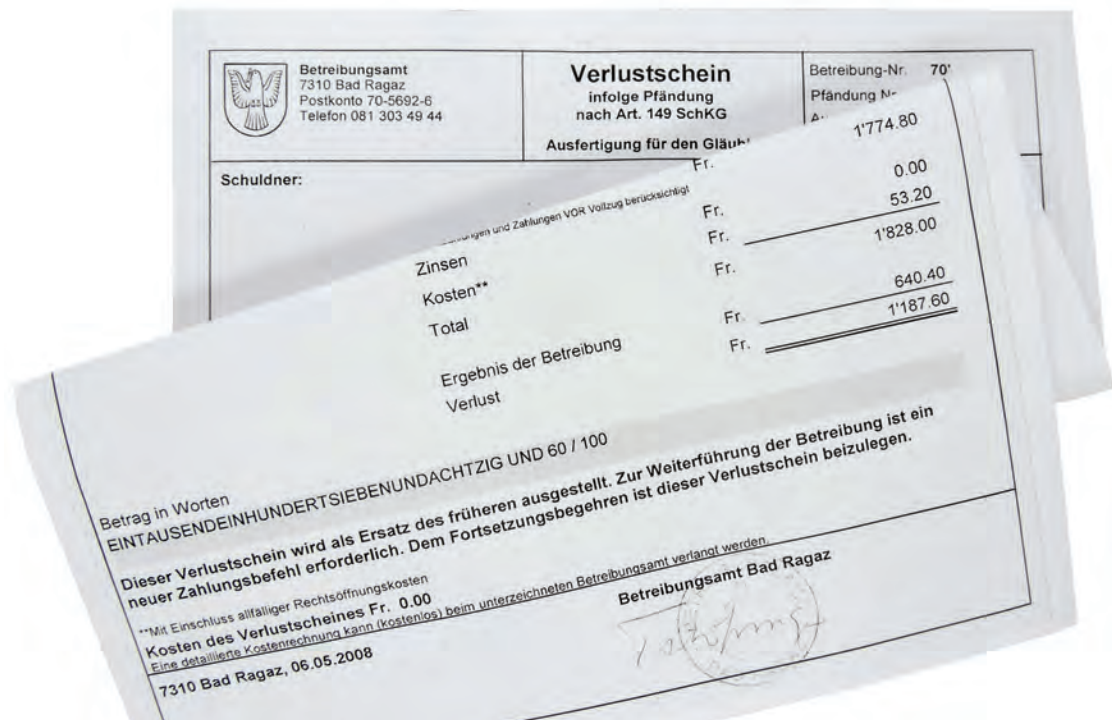 Betreibungsamt
7310 Bad Ragaz
Postkonto 70-5692-6
Telefon 081 303 49 44
Verlustschein
infolge Pfändung
nach Art. 149 SchKG
Ausfertigung für den
Betreibung-Nr. 70'
Pfändung
Schuldner:
Fr. 1'774.80
und Zahlungen VOR Vollzug berücksichtigt
Zinsen Fr. 0.00
Kosten** Fr. 53.20
Total Fr. 1'828.00
Ergebnis der Betreibung Fr. 640.40
Verlust Fr. 1'187.60
Betrag in Worten
EINTAUSENDEINHUNDERTSIEBENUNDACHTZIG UND 60 / 100
Dieser Verlustschein wird als Ersatz des früheren ausgestellt. Zur Weiterführung der Betreibung ist ein
neuer Zahlungsbefehl erforderlich. Dem Fortsetzungsbegehren ist dieser Verlustschein beizulegen.
**Mit Einschluss allfälliger Rechtsöffnungskosten
Kosten des Verlustscheines Fr. 0.00
Eine detaillierte Kostenrechnung kann (kostenlos) beim unterzeichneten Betreibungsamt verlangt werden.
7310 Bad Ragaz, 06.05.2008
Betreibungsamt Bad Ragaz